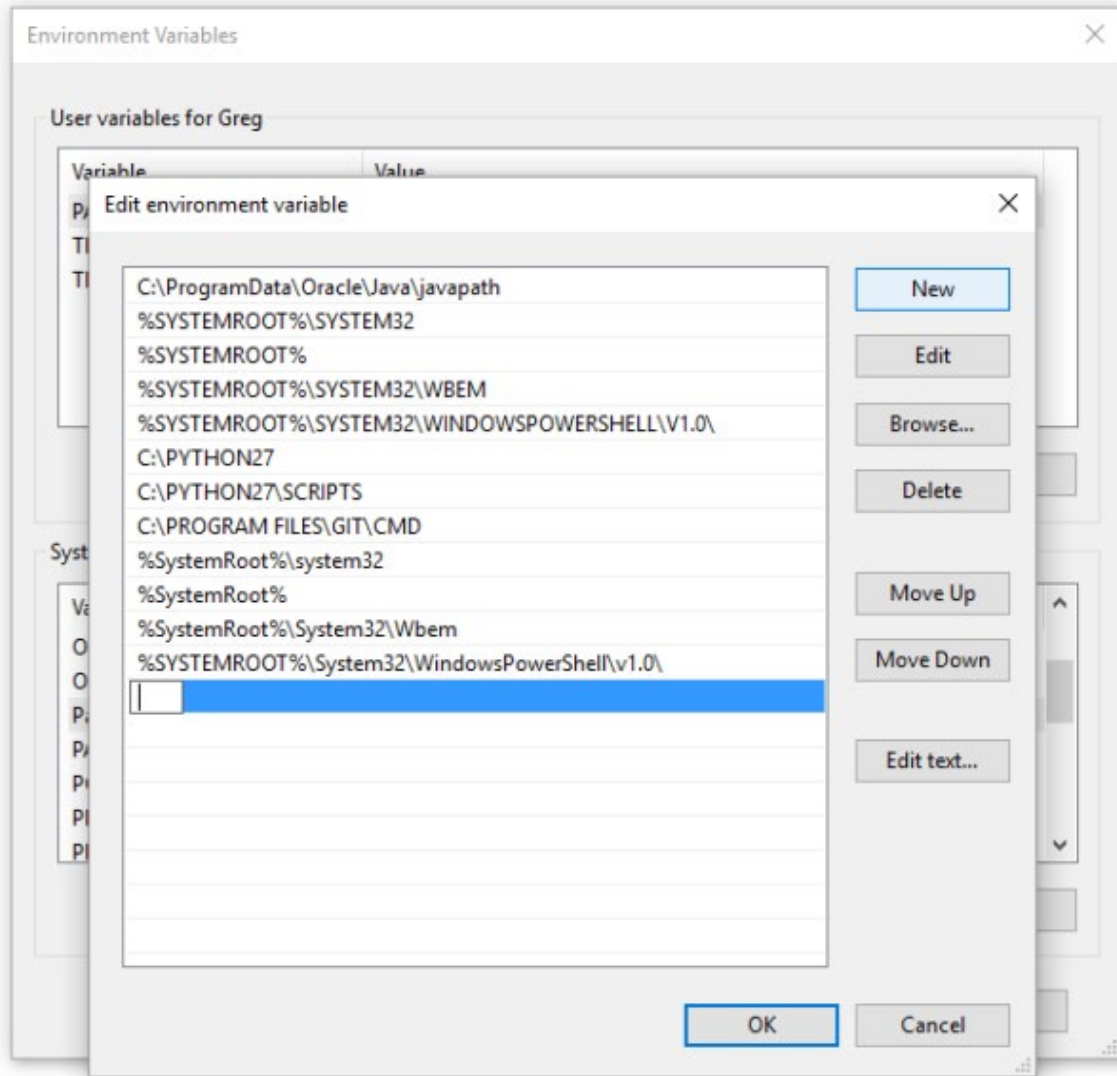 Environment Variables
User variables for Greg
Variable Value
Edit environment variable
C:\ProgramData\Oracle\Java\javapath
%SYSTEMROOT%\SYSTEM32
%SYSTEMROOT%
%SYSTEMROOT%\SYSTEM32\WBEM
%SYSTEMROOT%\SYSTEM32\WINDOWSPOWERSHELL\V1.0\
C:\PYTHON27
C:\PYTHON27\SCRIPTS
C:\PROGRAM FILES\GIT\CMD
%SystemRoot%\system32
%SystemRoot%
%SystemRoot%\System32\Wbem
%SYSTEMROOT%\System32\WindowsPowerShell\v1.0\
New
Edit
Browse...
Delete
Move Up
Move Down
Edit text...
OK
Cancel